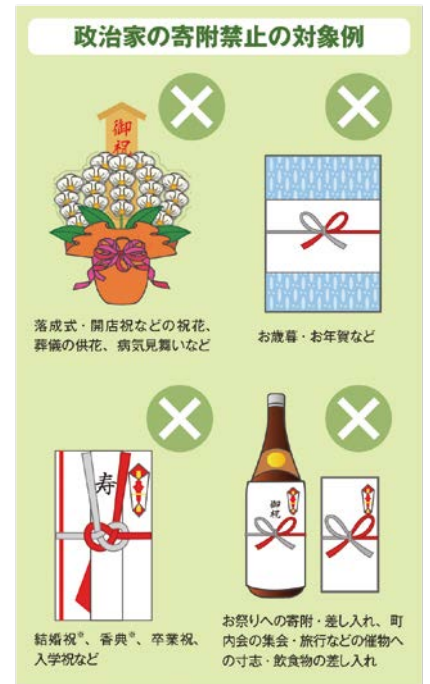 政治家の寄附禁止の対象例
御祝
落成式・開店祝などの祝花、
葬儀の供花、病気見舞いなど
お歳暮・お年賀など
寿
結婚祝※、香典※、卒業祝、
入学祝など
御祝
お祭りへの寄附・差し入れ、町
内会の集会・旅行などの催物へ
の寸志・飲食物の差し入れ